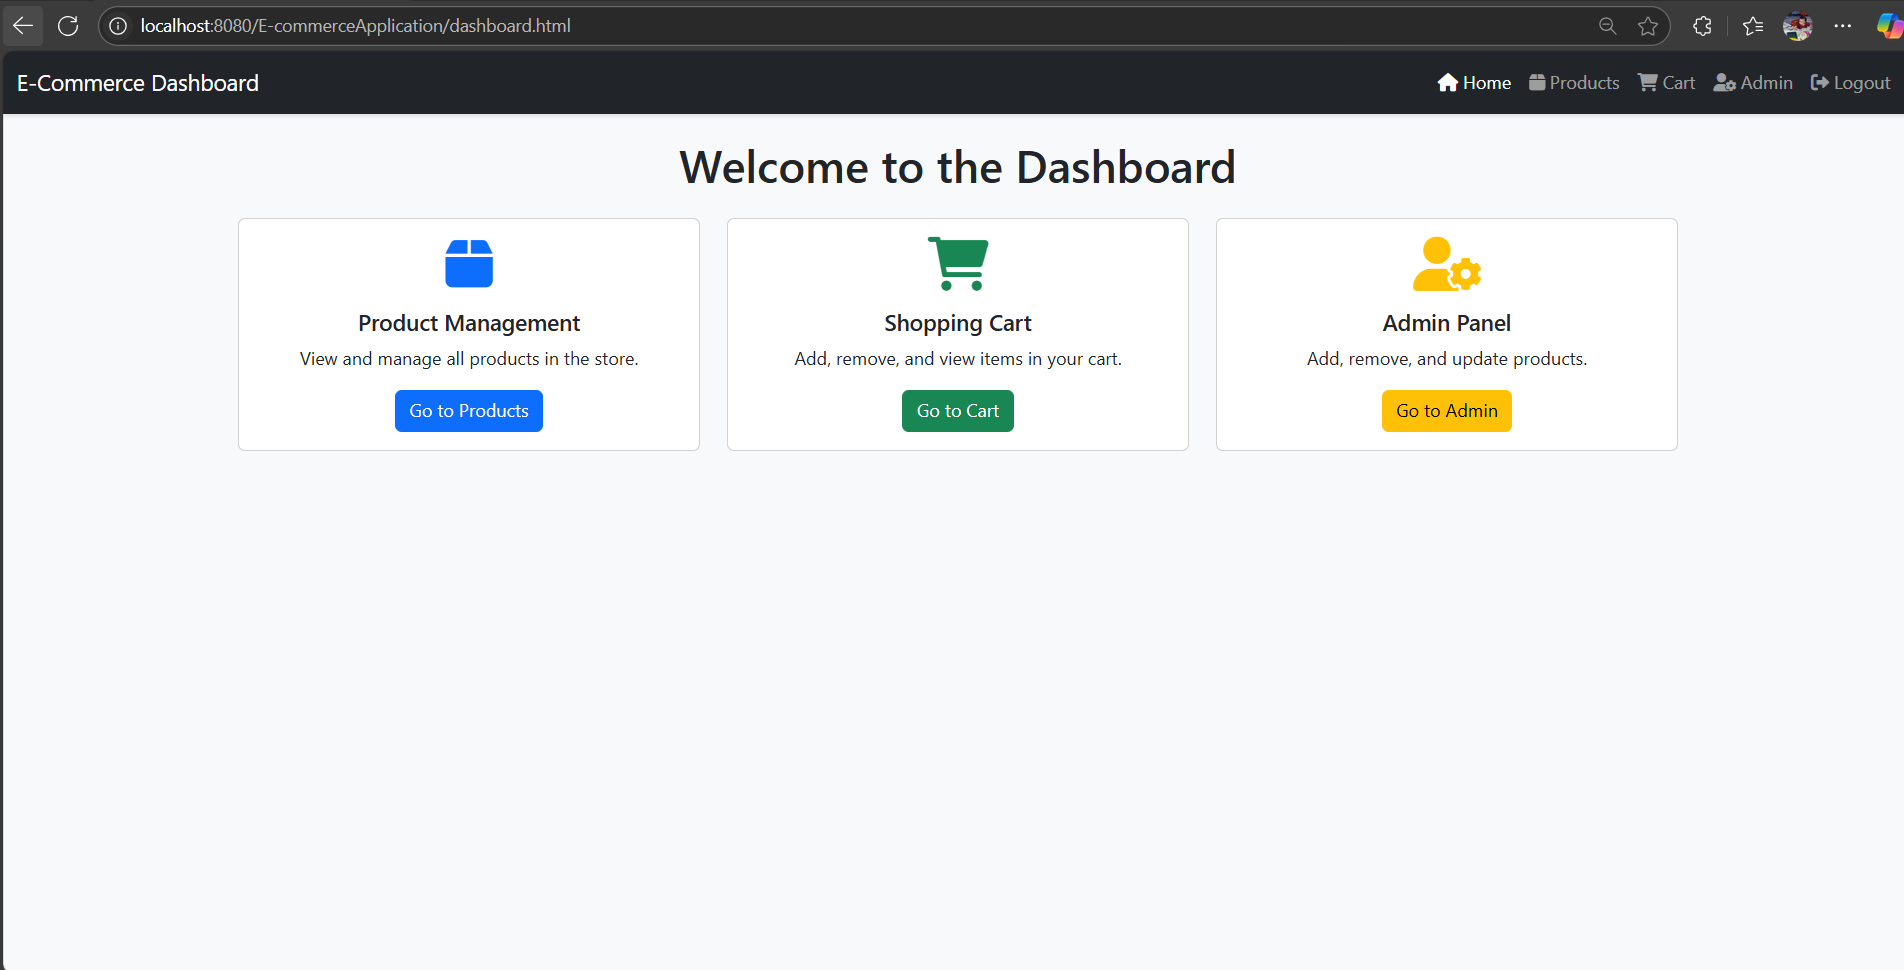 localhost:8080/E-commerceApplication/dashboard.html
E-Commerce Dashboard
Home Products Cart Admin Logout
Welcome to the Dashboard
Product Management
View and manage all products in the store.
Go to Products
Shopping Cart
Add, remove, and view items in your cart.
Go to Cart
Admin Panel
Add, remove, and update products.
Go to Admin